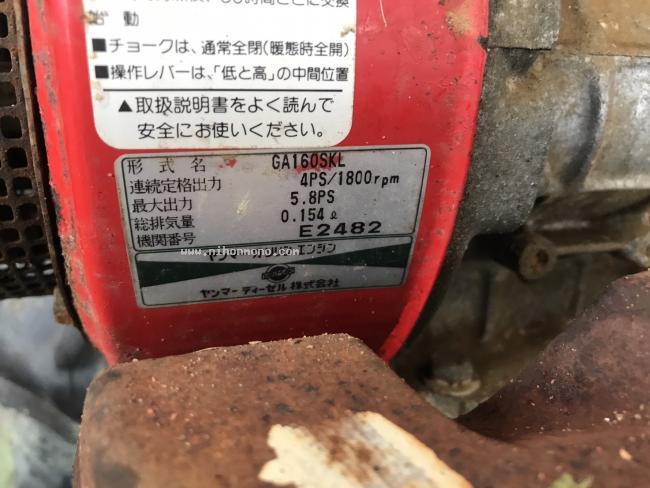 始動
■チョークは、通常全閉（暖態時全開）
■操作レバーは、「低と高」の中間位置
▲取扱説明書をよく読んで
安全にお使いください。
形式名 GA160SKL
連続定格出力 4PS/1800rpm
最大出力 5.8PS
総排気量 0.154ℓ
機関番号 E2482
www.nihonmono.com
エンジン
ヤンマーディーゼル株式会社